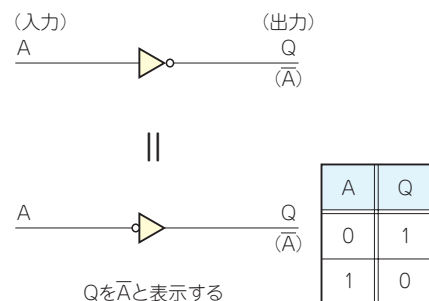 （入力） （出力）
A Q
(A̅)
||
A Q
(A̅)
QをA̅と表示する
A Q
0 1
1 0